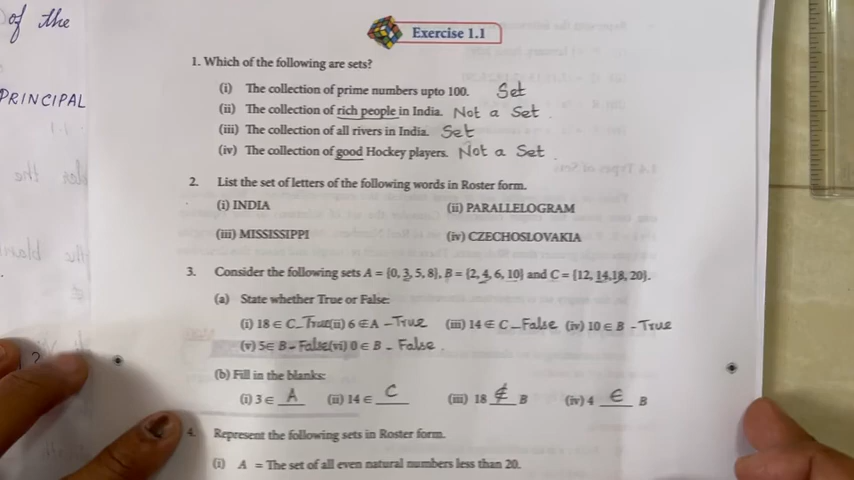 of the
PRINCIPAL
Exercise 1.1
1. Which of the following are sets?
(i) The collection of prime numbers upto 100. Set
(ii) The collection of rich people in India. Not a Set.
(iii) The collection of all rivers in India. Set
(iv) The collection of good Hockey players. Not a Set.
2. List the set of letters of the following words in Roster form.
(i) INDIA (ii) PARALLELOGRAM
(iii) MISSISSIPPI (iv) CZECHOSLOVAKIA
3. Consider the following sets A = {0, 3, 5, 8}, B = {2, 4, 6, 10} and C = {12, 14,18, 20}.
(a) State whether True or False:
(i) 18 ∈ C - True (ii) 6 ∉ A - True (iii) 14 ∉ C - False (iv) 10 ∈ B - True
(v) 5 ∈ B - False (vi) 0 ∈ B - False.
(b) Fill in the blanks:
(i) 3 ∈ A (ii) 14 ∈ C (iii) 18 ∉ B (iv) 4 ∈ B
4. Represent the following sets in Roster form.
(i) A = The set of all even natural numbers less than 20.
?